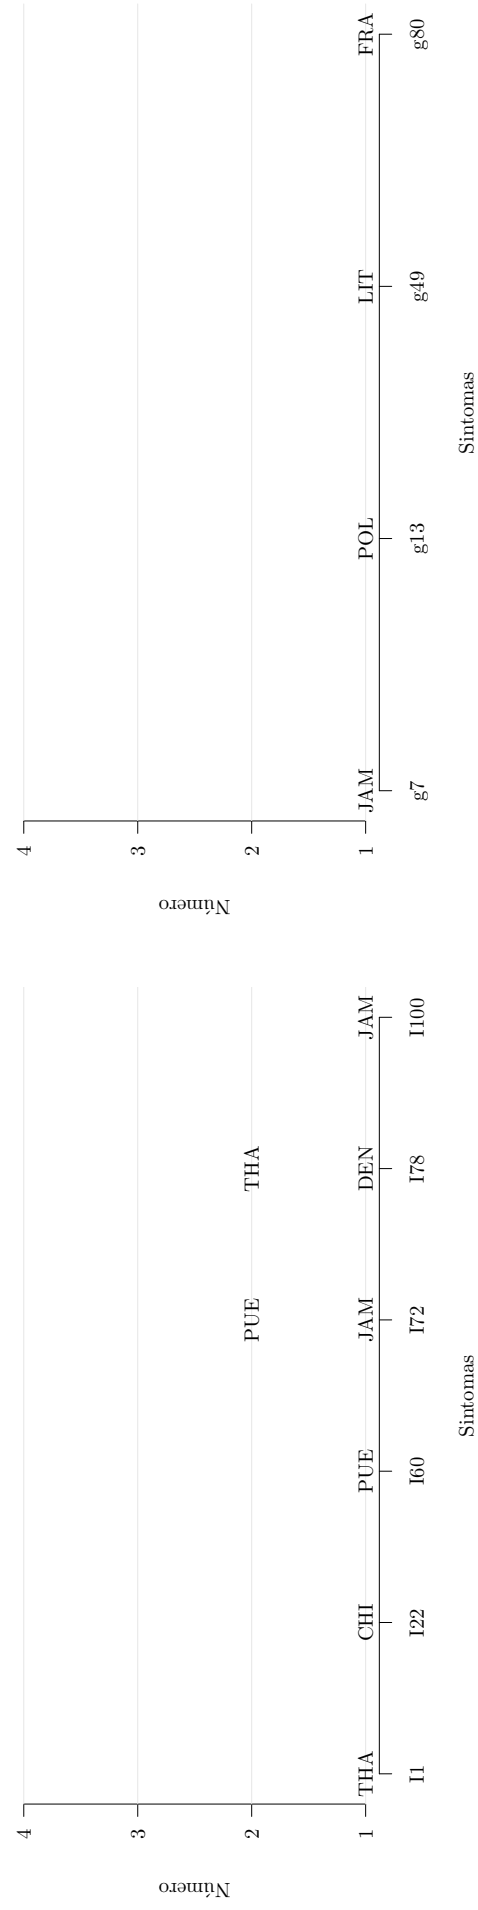 4
3
2
1
Número
THA
CHI
PUE
PUE
JAM
THA
DEN
JAM
I1
I22
I60
I72
I78
I100
Sintomas
4
3
2
1
Número
JAM
POL
LIT
FRA
g7
g13
g49
g80
Sintomas